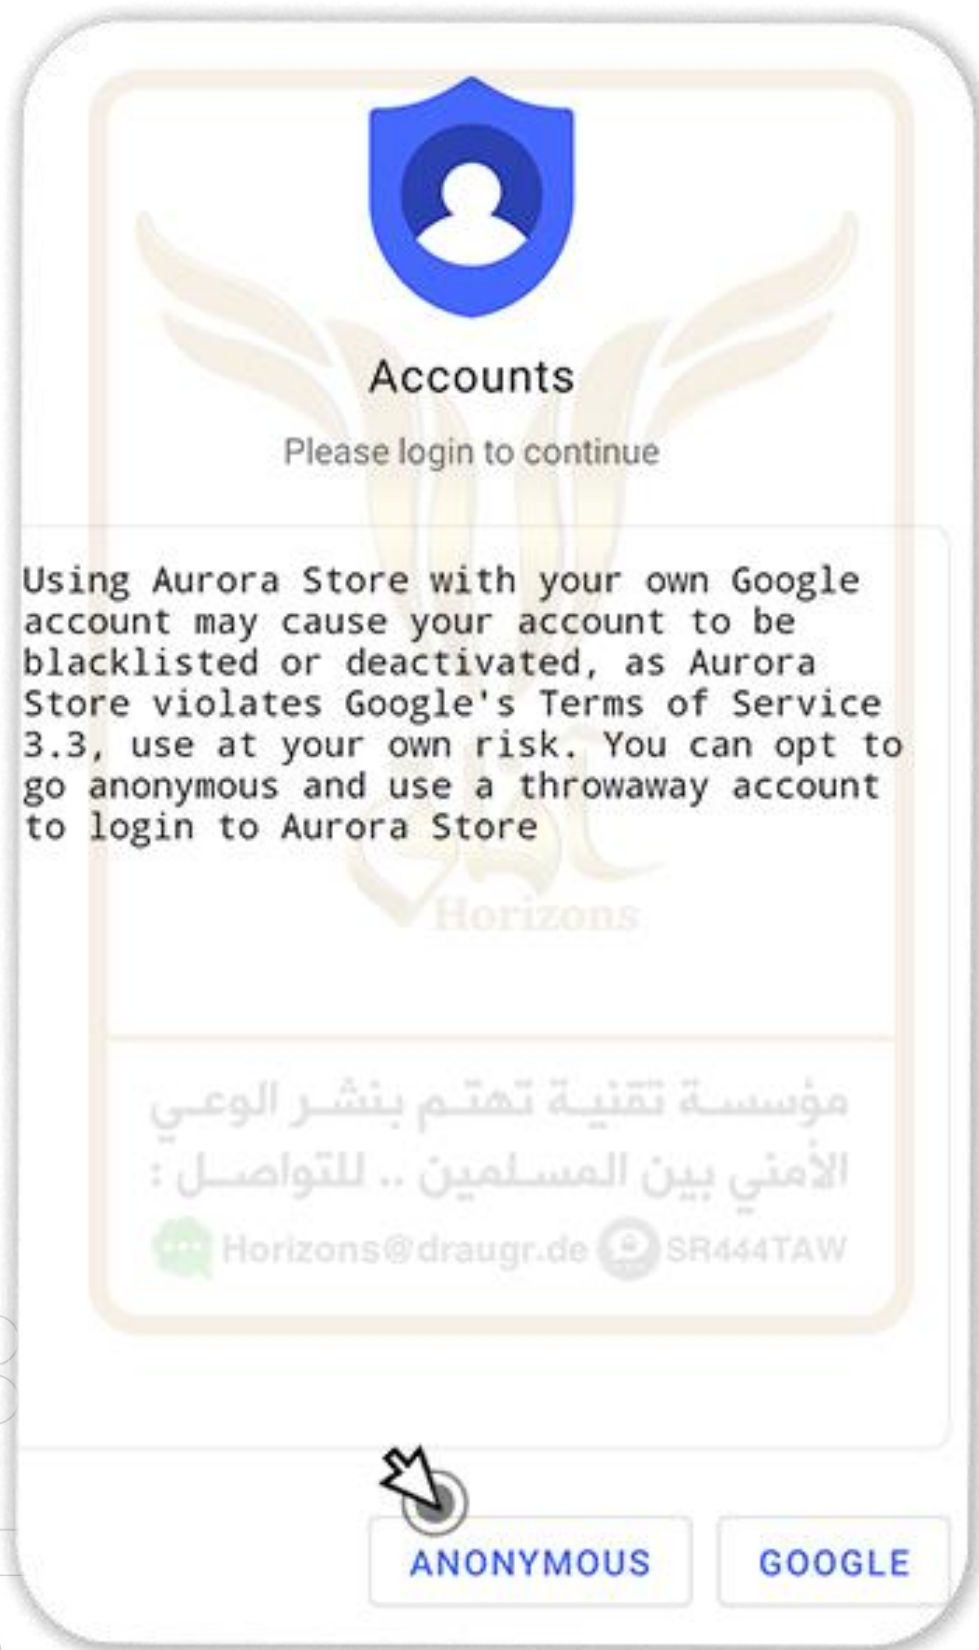 Accounts
Please login to continue
Using Aurora Store with your own Google
account may cause your account to be
blacklisted or deactivated, as Aurora
Store violates Google's Terms of Service
3.3, use at your own risk. You can opt to
go anonymous and use a throwaway account
to login to Aurora Store
Horizons
مؤسسة تقنية تهتم بنشر الوعي
الأمني بين المسلمين .. للتواصل :
Horizons@draugr.de SR444TAW
ANONYMOUS GOOGLE